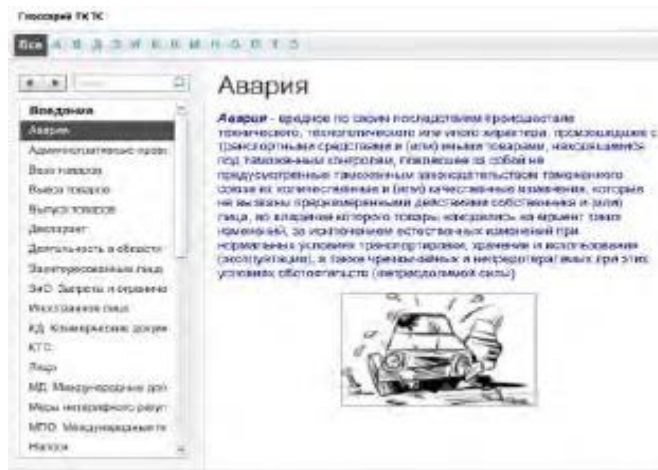 Глоссарий ТК ТС
Все А В Д З И К Л М Н О П Т Э
Авария
Введение
Авария
Административные право
Ввоз товаров
Вывоз товаров
Выпуск товаров
Декларант
Деятельность в области
Заинтересованные лица
ЗиО. Запреты и ограниче
Иностранное лицо
КД. Коммерческие докуме
КТС
Лицо
МД. Международные
Меры нетарифного регул
МПО. Международные
Налоги
Авария - вредное по своим последствиям происшествие
технического, технологического или иного характера, произошедшее с
транспортными средствами и (или) иными товарами, находящимися
под таможенным контролем, повлекшее за собой не
предусмотренные таможенным законодательством таможенного
союза их количественные и (или) качественные изменения, которые
не вызваны преднамеренными действиями собственника и (или)
лица, во владении которого товары находились на момент таких
изменений, за исключением естественных изменений при
нормальных условиях транспортировки, хранения и использования
(эксплуатации), а также чрезвычайных и непредотвратимых при этих
условиях обстоятельств (непреодолимой силы)